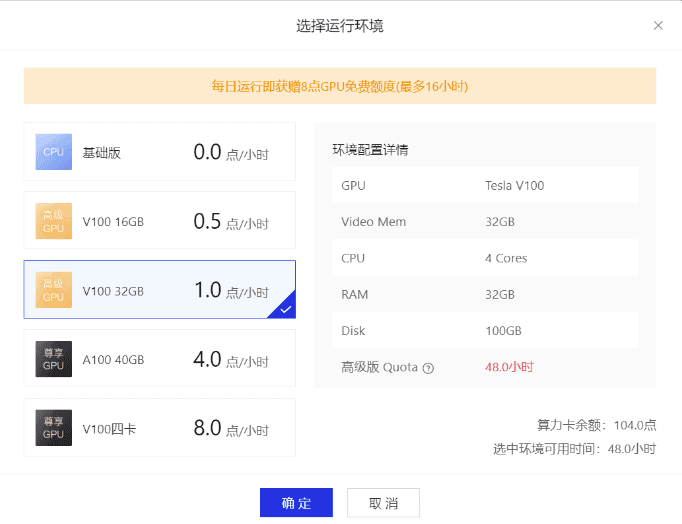 选择运行环境
每日运行即获赠8点GPU免费额度(最多16小时)
CPU 基础版 0.0 点/小时
高级 GPU V100 16GB 0.5 点/小时
高级 GPU V100 32GB 1.0 点/小时
尊享 GPU A100 40GB 4.0 点/小时
尊享 GPU V100四卡 8.0 点/小时
环境配置详情
GPU Tesla V100
Video Mem 32GB
CPU 4 Cores
RAM 32GB
Disk 100GB
高级版 Quota ? 48.0小时
算力卡余额：104.0点
选中环境可用时间：48.0小时
确 定 取 消